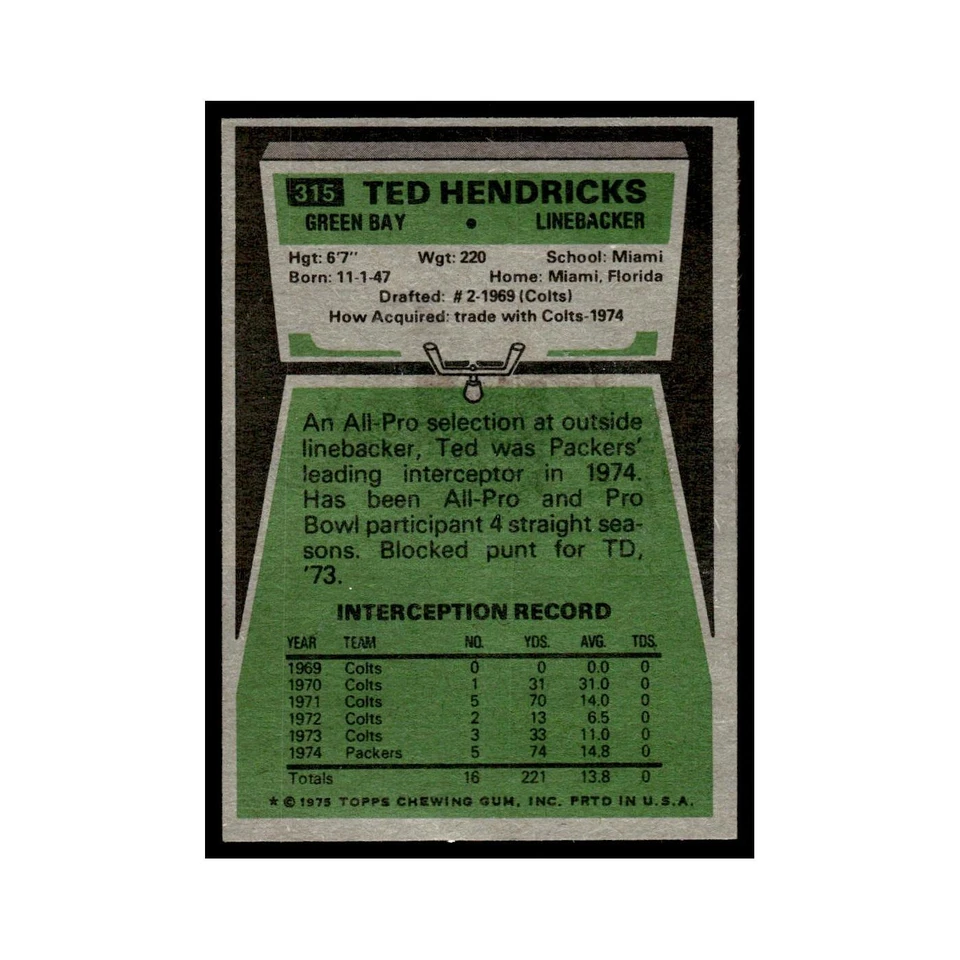 315 TED HENDRICKS
GREEN BAY • LINEBACKER
Hgt: 6'7" Wgt: 220 School: Miami
Born: 11-1-47 Home: Miami, Florida
Drafted: #2-1969 (Colts)
How Acquired: trade with Colts-1974
An All-Pro selection at outside
linebacker, Ted was Packers'
leading interceptor in 1974.
Has been All-Pro and Pro
Bowl participant 4 straight sea-
sons. Blocked punt for TD,
'73.
INTERCEPTION RECORD
YEAR TEAM NO. YDS. AVG. TDS.
1969 Colts 0 0 0.0 0
1970 Colts 1 31 31.0 0
1971 Colts 5 70 14.0 0
1972 Colts 2 13 6.5 0
1973 Colts 3 33 11.0 0
1974 Packers 5 74 14.8 0
Totals 16 221 13.8 0
★ © 1975 TOPPS CHEWING GUM, INC. PRTD IN U.S.A.